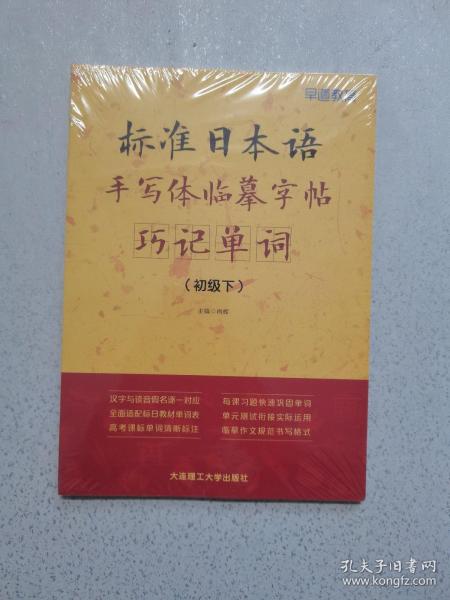 早道教育
标准日本语
手写体临摹字帖
巧记单词
（初级下）
汉字与读音假名逐一对应
全面适配标日教材单词表
高考课标单词清晰标注
每课习题快速巩固单词
单元测试衔接实际运用
临摹作文规范书写格式
大连理工大学出版社
孔夫子旧书网
www.kongfz.com